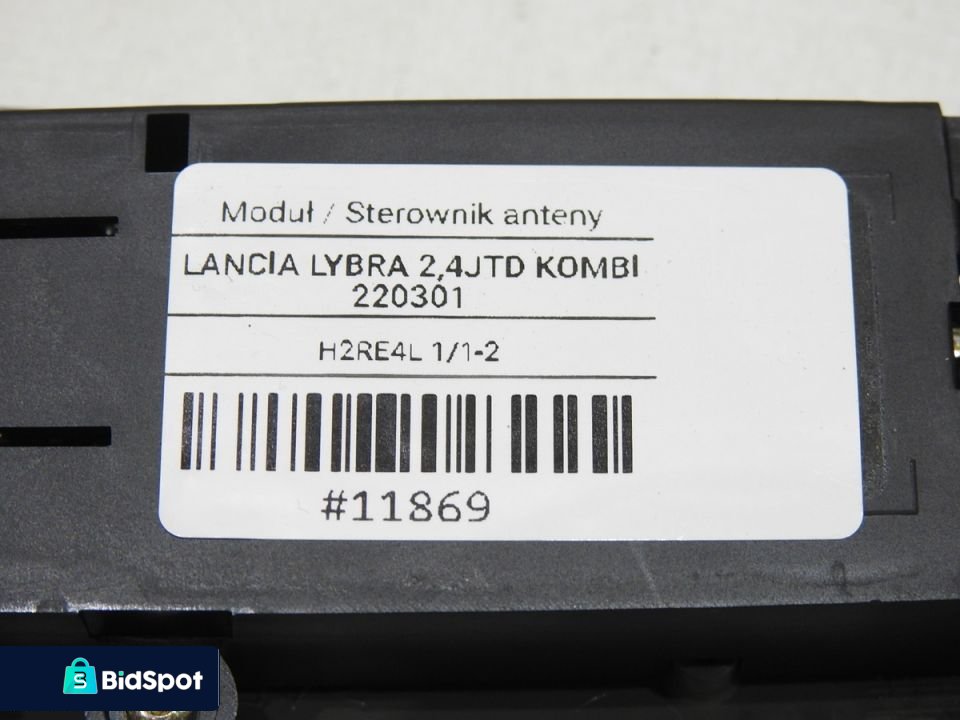 Moduł / Sterownik anteny
LANCIA LYBRA 2,4JTD KOMBI
220301
H2RE4L 1/1-2
#11869
S BidSpot